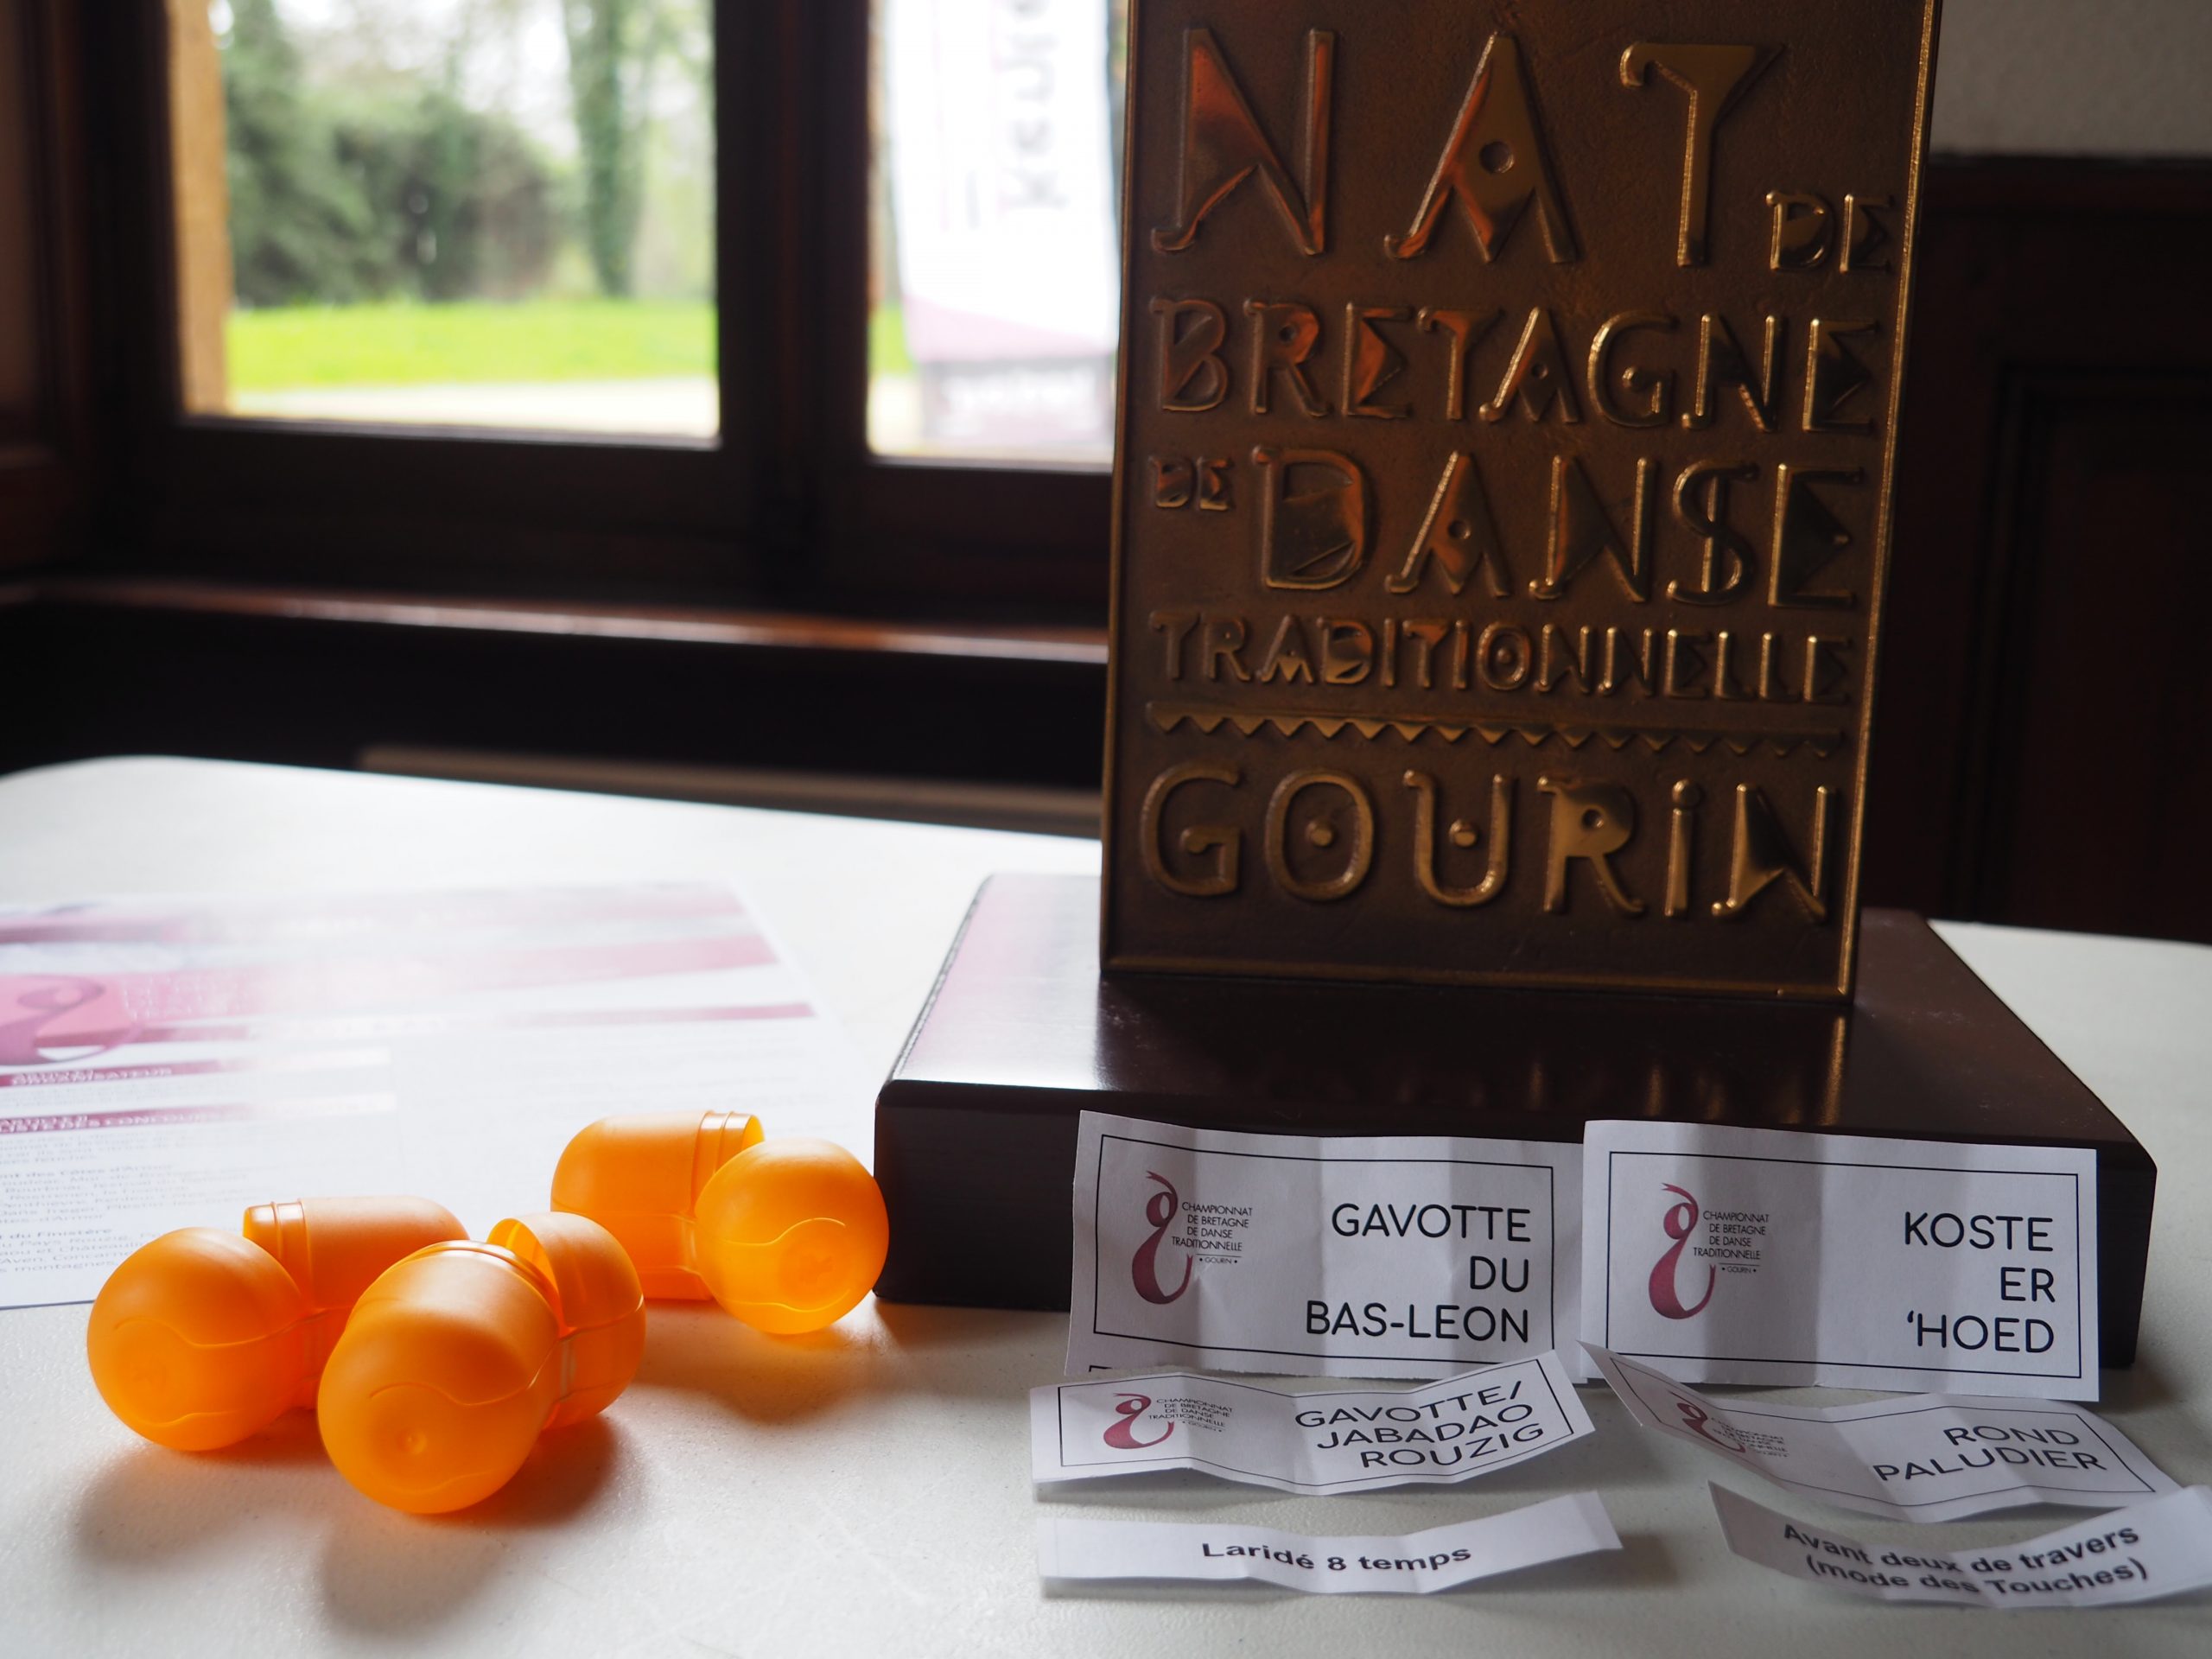 NAT DE
BRETAGNE
DE DANSE
TRADITIONNELLE
GOURIN
CHAMPIONNAT
DE BRETAGNE
DE DANSE
TRADITIONNELLE
• GOURIN •
GAVOTTE
DU
BAS-LEON
CHAMPIONNAT
DE BRETAGNE
DE DANSE
TRADITIONNELLE
• GOURIN •
KOSTE
ER
‘HOED
CHAMPIONNAT
DE BRETAGNE
DE DANSE
TRADITIONNELLE
• GOURIN •
GAVOTTE/
JABADAO
ROUZIG
ROND
PALUDIER
Laridé 8 temps
Avant deux de travers
(mode des Touches)